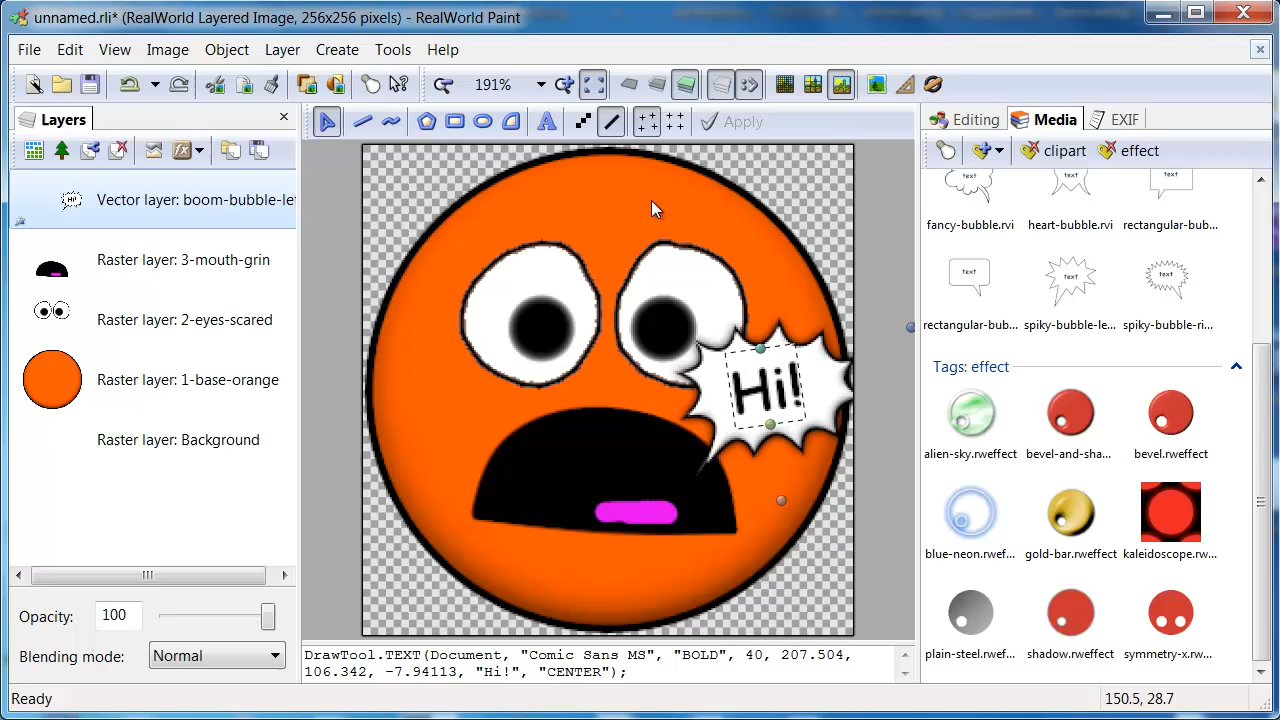 unnamed.rli* (RealWorld Layered Image, 256x256 pixels) - RealWorld Paint
File Edit View Image Object Layer Create Tools Help
191%
Layers
Apply
Editing Media EXIF
clipart effect
Vector layer: boom-bubble-lef
Raster layer: 3-mouth-grin
Raster layer: 2-eyes-scared
Raster layer: 1-base-orange
Raster layer: Background
Opacity: 100
Blending mode: Normal
Hi!
DrawTool.TEXT(Document, "Comic Sans MS", "BOLD", 40, 207.504,
106.342, -7.94113, "Hi!", "CENTER");
text text text
fancy-bubble.rvi heart-bubble.rvi rectangular-bub...
text text text
rectangular-bub... spiky-bubble-le... spiky-bubble-ri...
Tags: effect
alien-sky.rweffect bevel-and-sha... bevel.rweffect
blue-neon.rwef... gold-bar.rweffect kaleidoscope.rw...
plain-steel.rwef... shadow.rweffect symmetry-x.rw...
Ready
150.5, 28.7